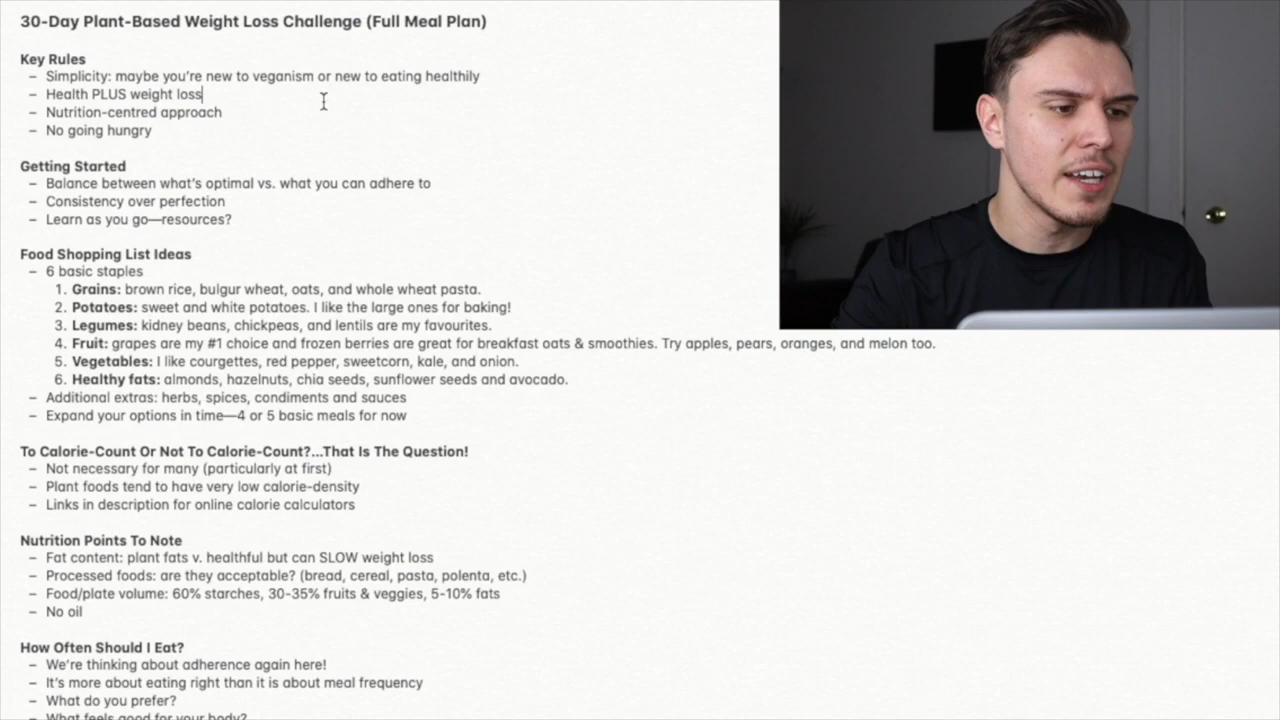 30-Day Plant-Based Weight Loss Challenge (Full Meal Plan)
Key Rules
– Simplicity: maybe you're new to veganism or new to eating healthily
– Health PLUS weight loss
– Nutrition-centred approach
– No going hungry
Getting Started
– Balance between what's optimal vs. what you can adhere to
– Consistency over perfection
– Learn as you go—resources?
Food Shopping List Ideas
– 6 basic staples
1. Grains: brown rice, bulgur wheat, oats, and whole wheat pasta.
2. Potatoes: sweet and white potatoes. I like the large ones for baking!
3. Legumes: kidney beans, chickpeas, and lentils are my favourites.
4. Fruit: grapes are my #1 choice and frozen berries are great for breakfast oats & smoothies. Try apples, pears, oranges, and melon too.
5. Vegetables: I like courgettes, red pepper, sweetcorn, kale, and onion.
6. Healthy fats: almonds, hazelnuts, chia seeds, sunflower seeds and avocado.
– Additional extras: herbs, spices, condiments and sauces
– Expand your options in time—4 or 5 basic meals for now
To Calorie-Count Or Not To Calorie-Count?...That Is The Question!
– Not necessary for many (particularly at first)
– Plant foods tend to have very low calorie-density
– Links in description for online calorie calculators
Nutrition Points To Note
– Fat content: plant fats v. healthful but can SLOW weight loss
– Processed foods: are they acceptable? (bread, cereal, pasta, polenta, etc.)
– Food/plate volume: 60% starches, 30-35% fruits & veggies, 5-10% fats
– No oil
How Often Should I Eat?
– We're thinking about adherence again here!
– It's more about eating right than it is about meal frequency
– What do you prefer?
– What feels good for your body?